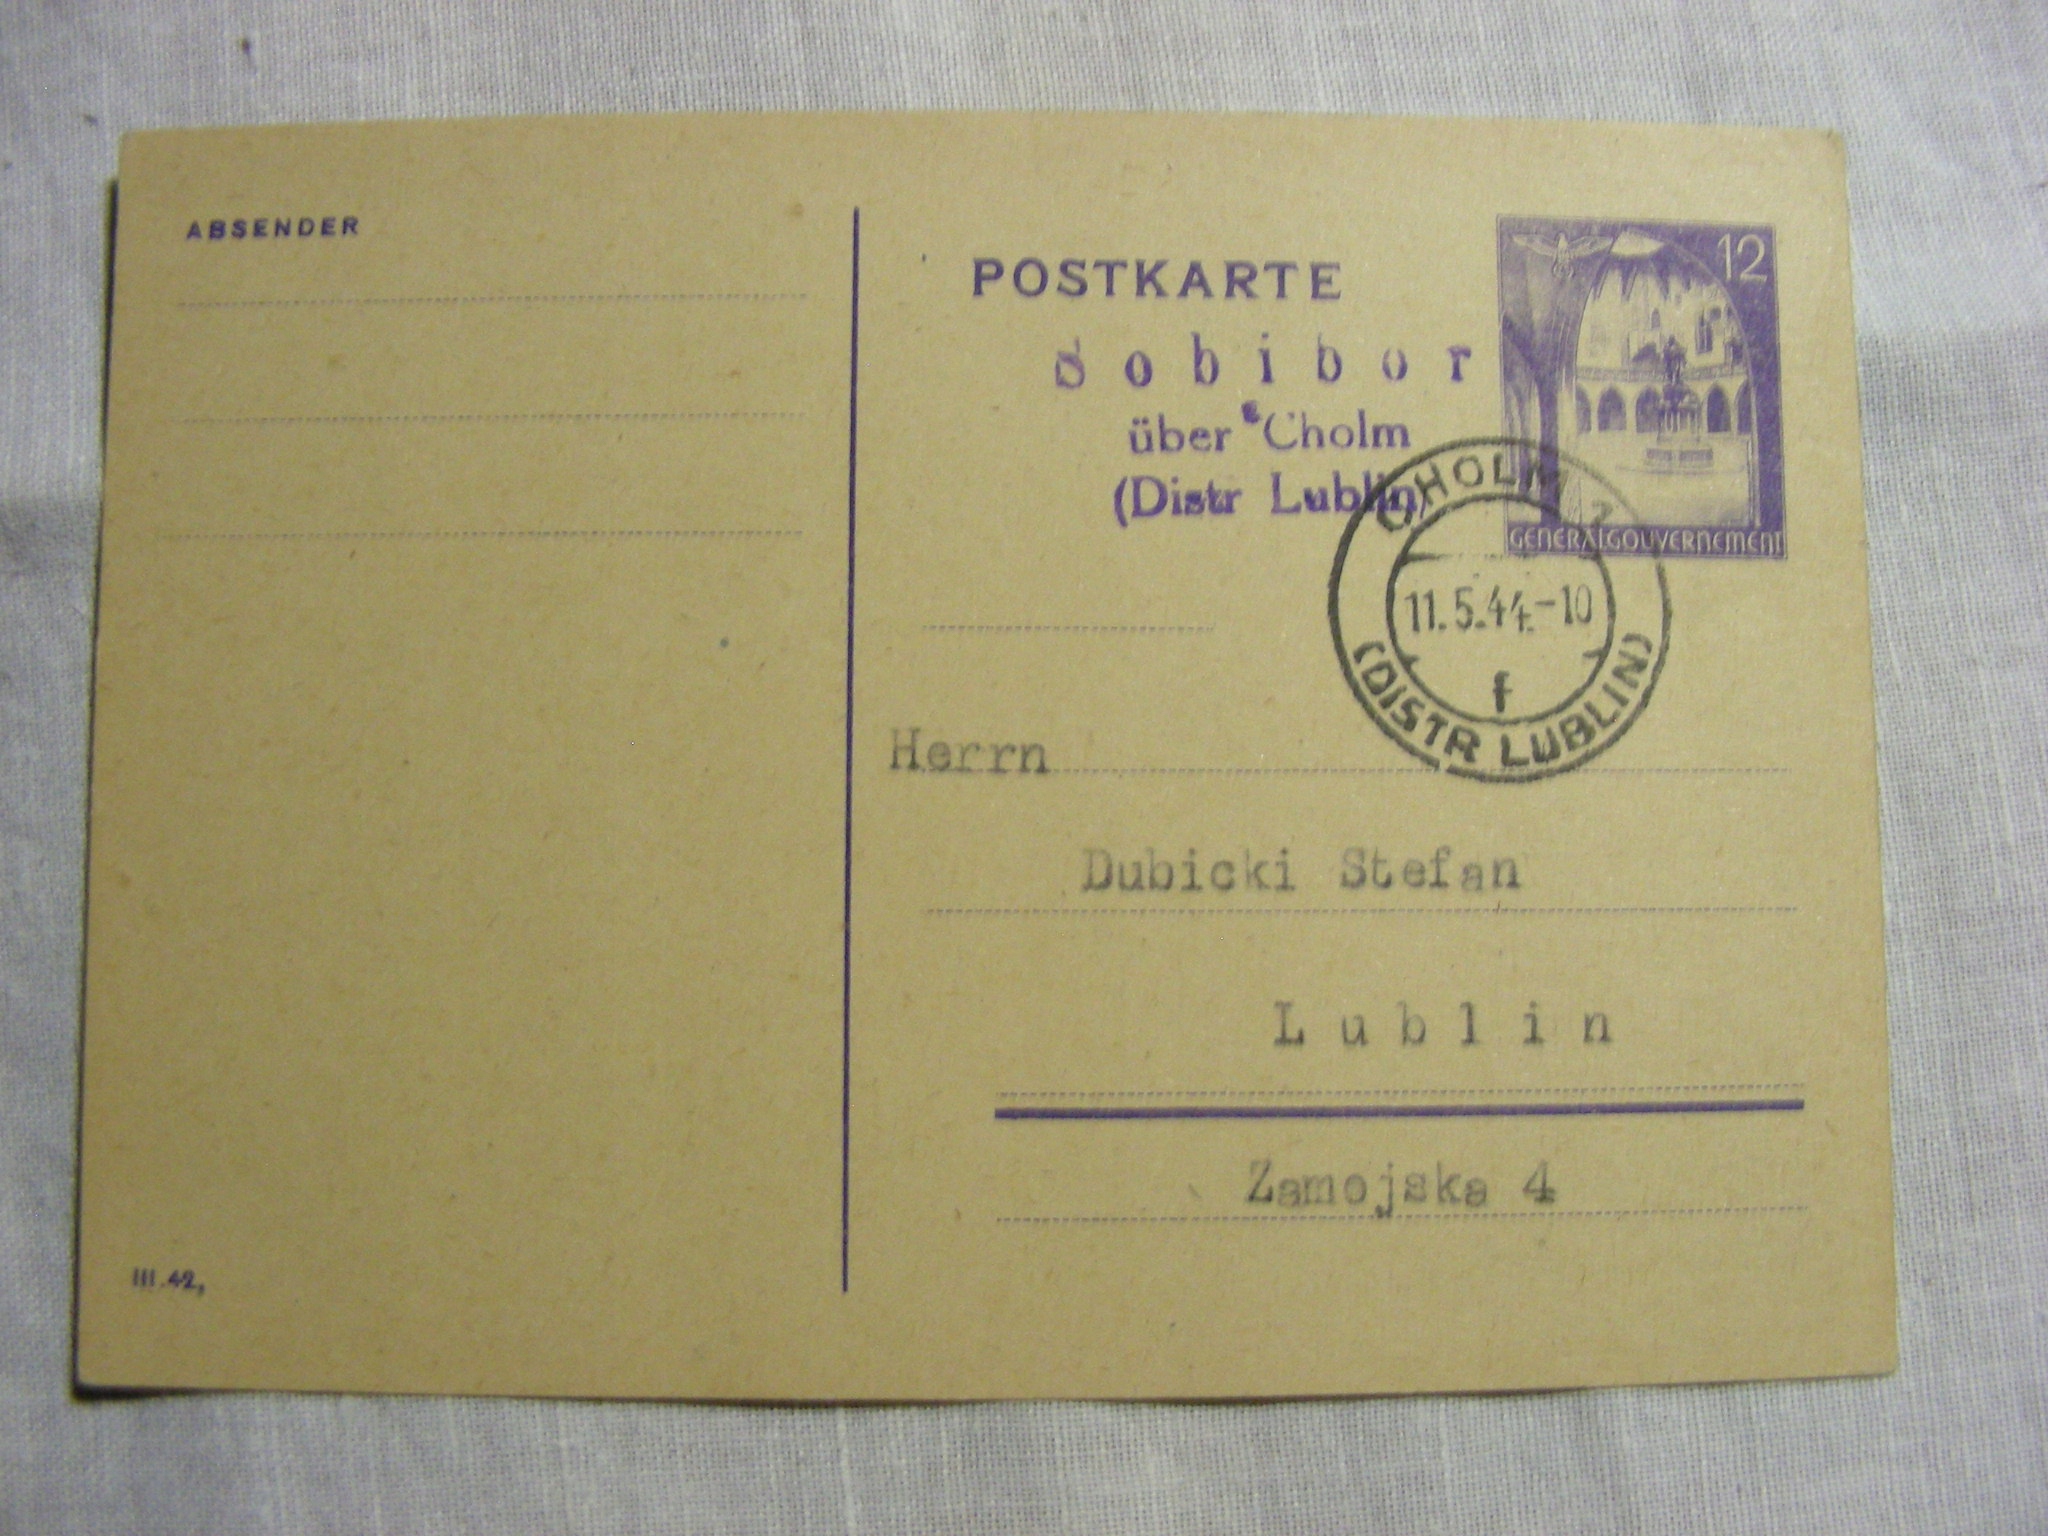 ABSENDER
POSTKARTE
12
Sobibor
über Cholm
(Distr Lublin)
GENERALGOUVERNEMENT
CHOLM
11.5.44.-10
f
(DISTR LUBLIN)
Herrn
Dubicki Stefan
Lublin
Zamojska 4
III.42,